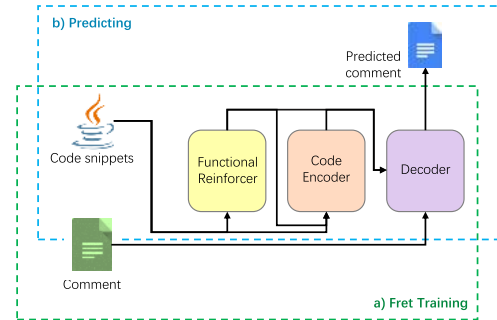 b) Predicting
Predicted
comment
Code snippets
Functional
Reinforcer
Code
Encoder
Decoder
Comment
a) Fret Training